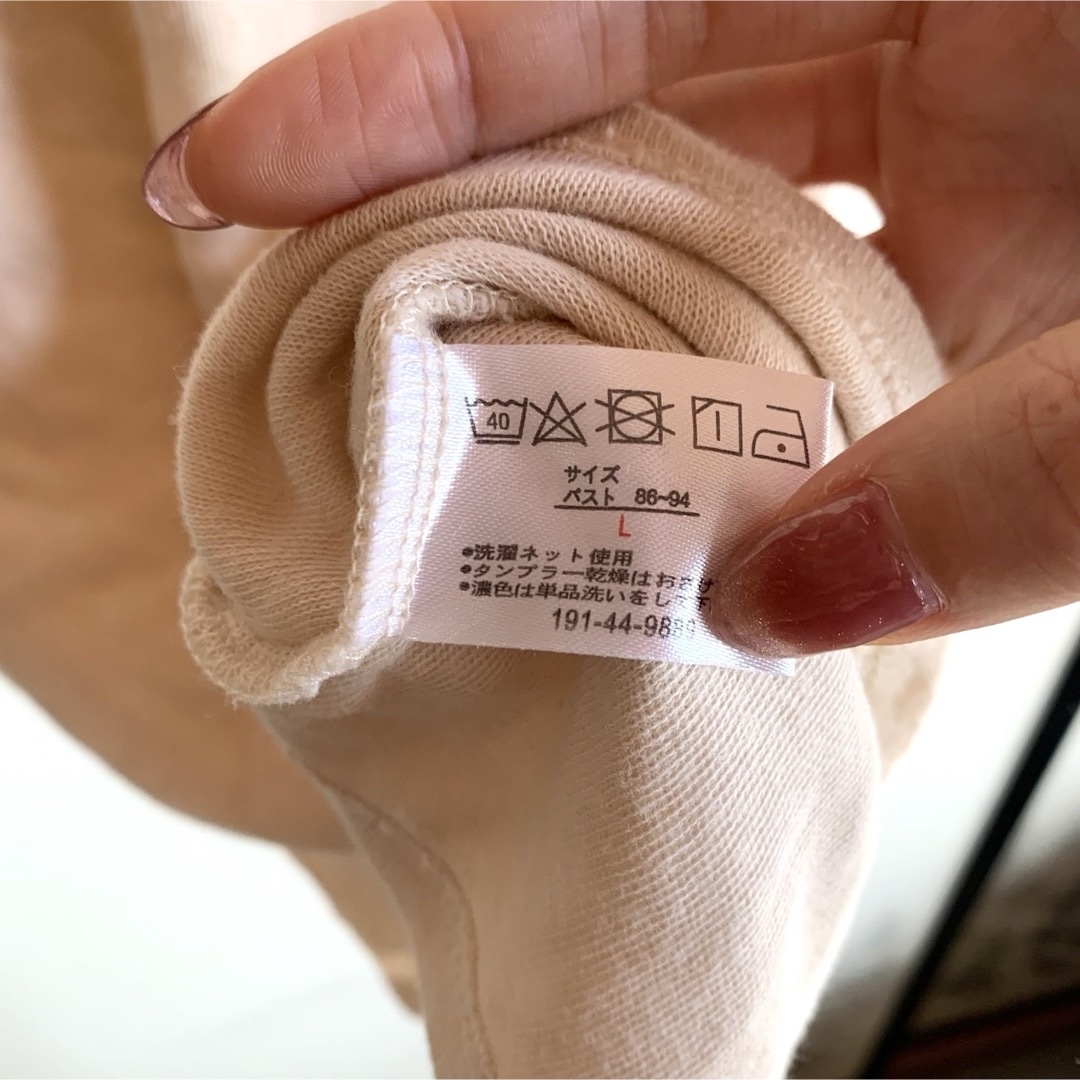 40
サイズ
バスト 86~94
L
●洗濯ネット使用
●タンブラー乾燥はおさけ
●濃色は単品洗いをして下
191-44-988